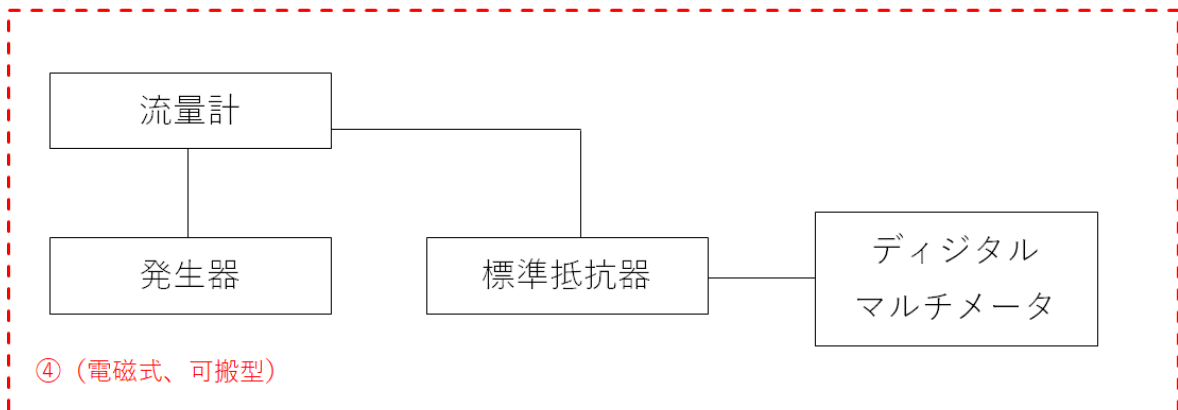 流量計
発生器
標準抵抗器
ディジタル
マルチメータ
④（電磁式、可搬型）